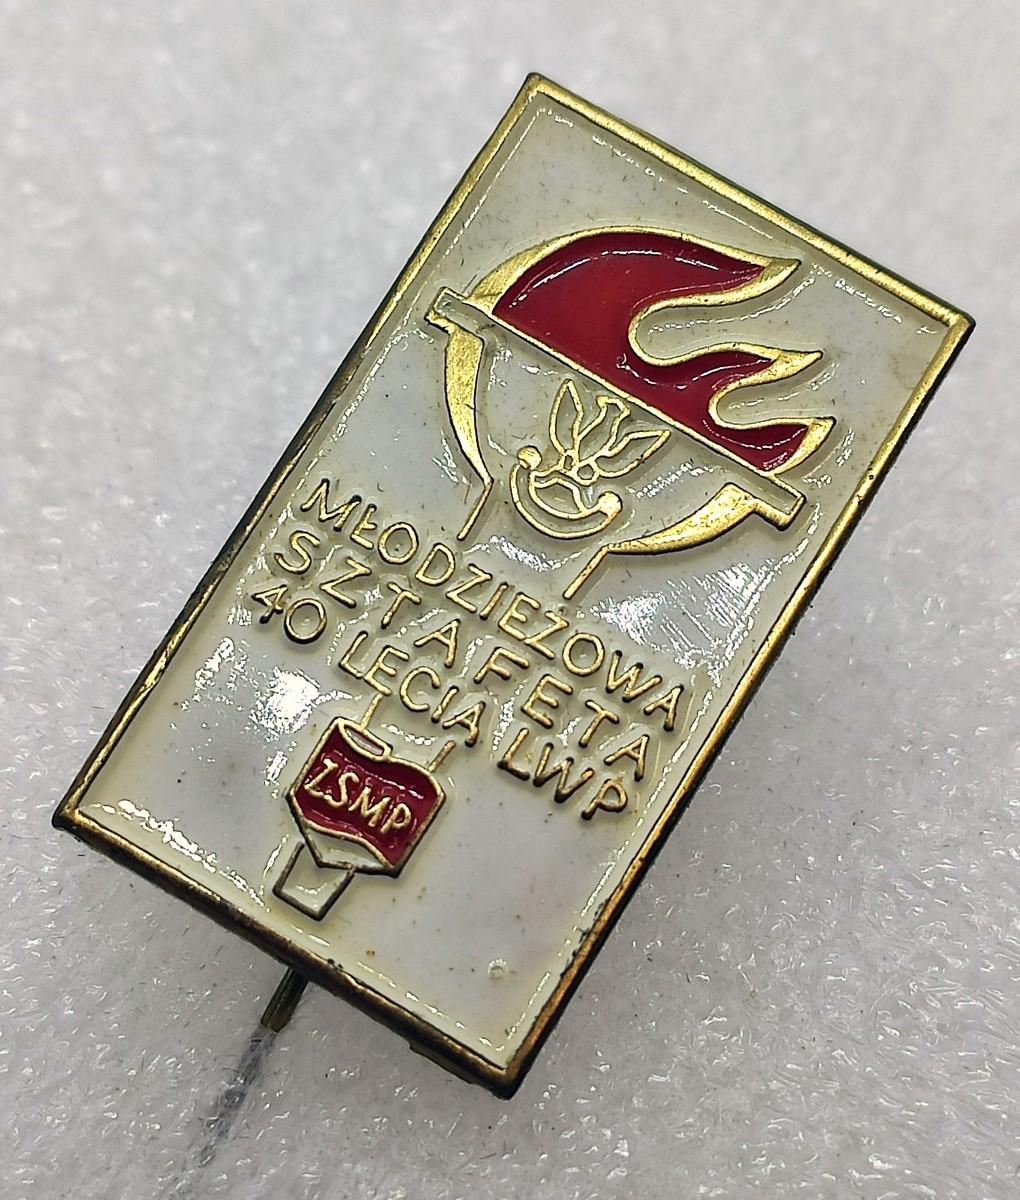 MŁODZIEŻOWA
SZTAFETA
40 LECIA LWP
ZSMP